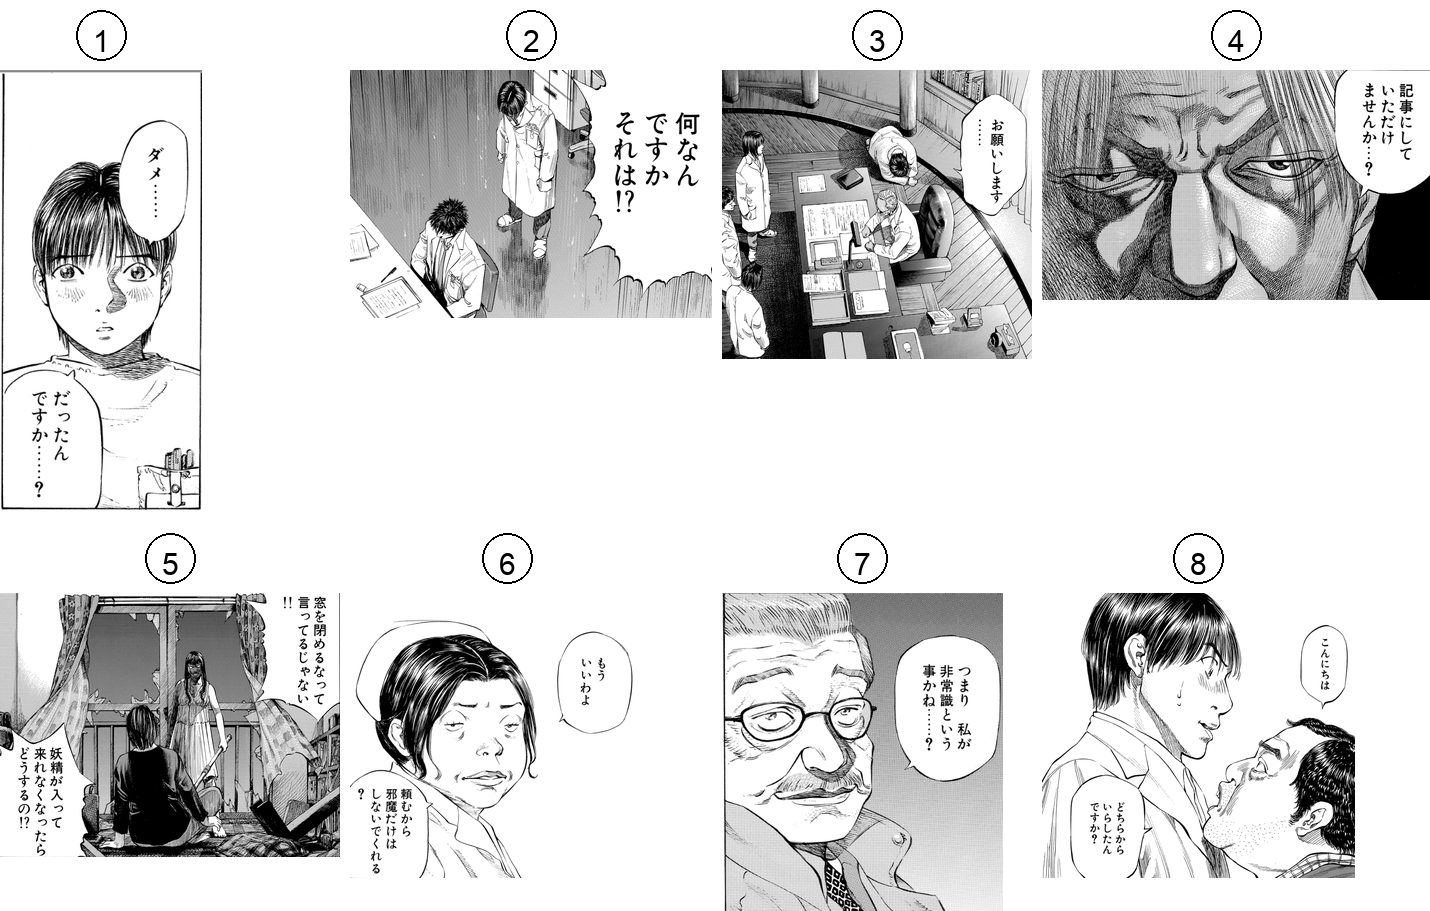 1
ダメ……
だったん
ですか……？
2
何なん
ですか
それは!?
3
お願いします
……
4
記事にして
いただけ
ませんか…？
5
窓を閉めるなって
言ってるじゃない
!!
妖精が入って
来れなくなったら
どうするの!?
6
もう
いいわよ
頼むから
邪魔だけは
しないでくれる
？
7
つまり 私が
非常識という
事かね……？
8
こんにちは
どちらから
いらしたん
ですか？